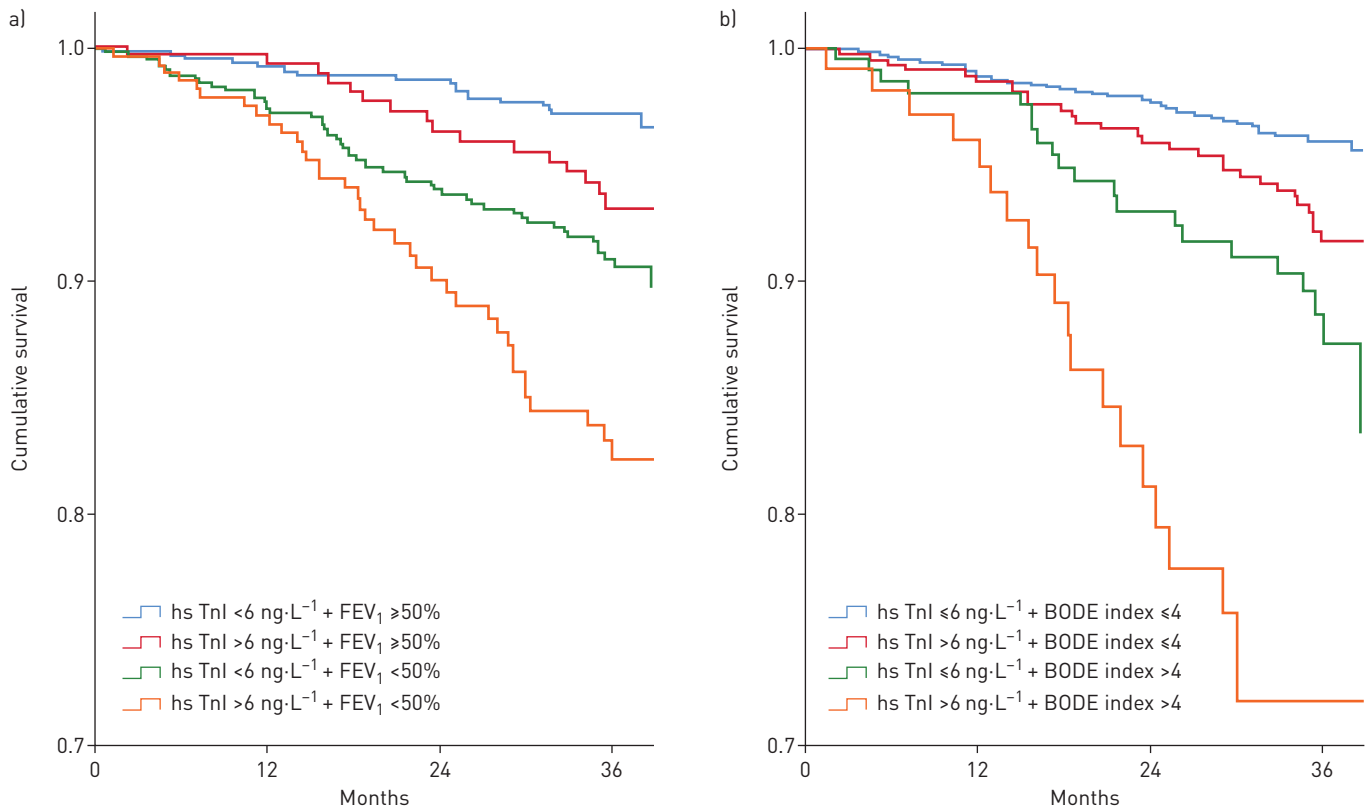 a)
1.0
0.9
0.8
0.7
Cumulative survival
hs TnI <6 ng·L⁻¹ + FEV₁ ⩾50%
hs TnI >6 ng·L⁻¹ + FEV₁ ⩾50%
hs TnI <6 ng·L⁻¹ + FEV₁ <50%
hs TnI >6 ng·L⁻¹ + FEV₁ <50%
0 12 24 36
Months
b)
1.0
0.9
0.8
0.7
Cumulative survival
hs TnI ⩽6 ng·L⁻¹ + BODE index ⩽4
hs TnI >6 ng·L⁻¹ + BODE index ⩽4
hs TnI ⩽6 ng·L⁻¹ + BODE index >4
hs TnI >6 ng·L⁻¹ + BODE index >4
0 12 24 36
Months